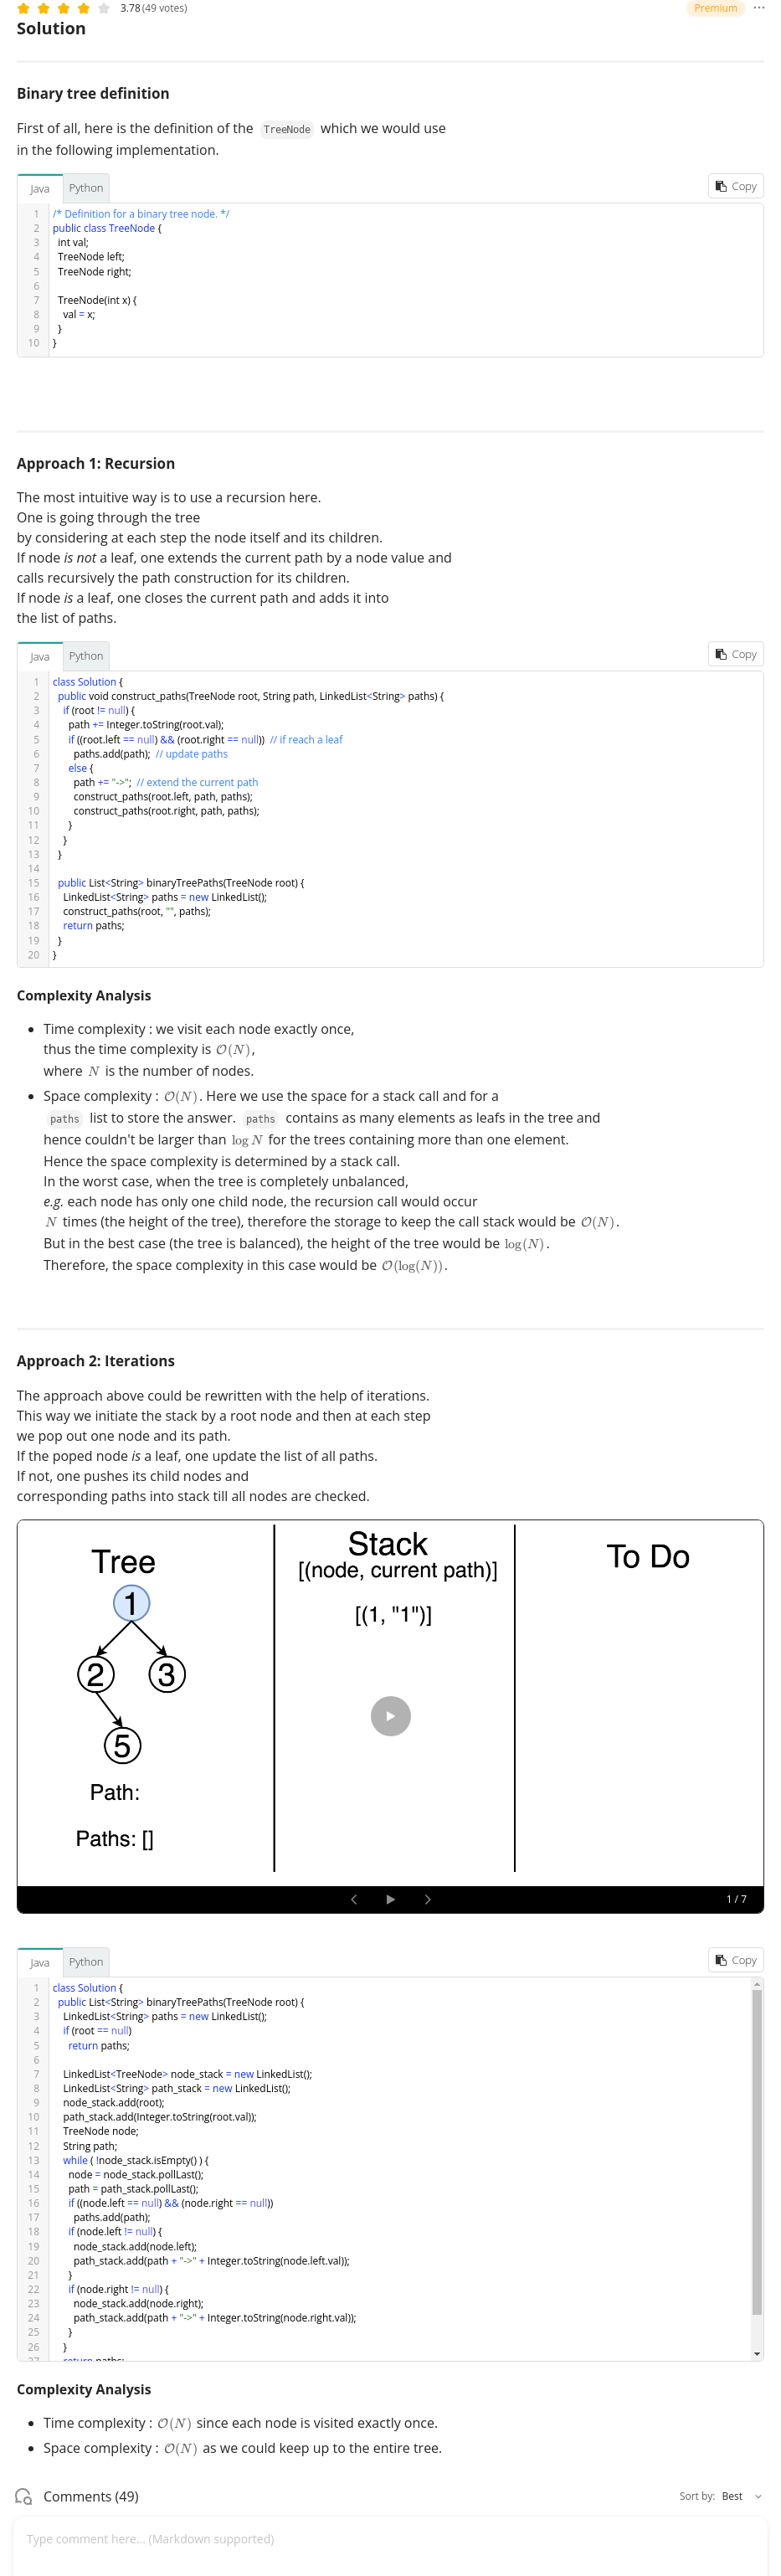 3.78 (49 votes)
Premium
Solution
Binary tree definition
First of all, here is the definition of the TreeNode which we would use
in the following implementation.
Java
Python
Copy
1 /* Definition for a binary tree node. */
2 public class TreeNode {
3 int val;
4 TreeNode left;
5 TreeNode right;
6
7 TreeNode(int x) {
8 val = x;
9 }
10 }
Approach 1: Recursion
The most intuitive way is to use a recursion here.
One is going through the tree
by considering at each step the node itself and its children.
If node is not a leaf, one extends the current path by a node value and
calls recursively the path construction for its children.
If node is a leaf, one closes the current path and adds it into
the list of paths.
Java
Python
Copy
1 class Solution {
2 public void construct_paths(TreeNode root, String path, LinkedList<String> paths) {
3 if (root != null) {
4 path += Integer.toString(root.val);
5 if ((root.left == null) && (root.right == null)) // if reach a leaf
6 paths.add(path); // update paths
7 else {
8 path += "->"; // extend the current path
9 construct_paths(root.left, path, paths);
10 construct_paths(root.right, path, paths);
11 }
12 }
13 }
14
15 public List<String> binaryTreePaths(TreeNode root) {
16 LinkedList<String> paths = new LinkedList();
17 construct_paths(root, "", paths);
18 return paths;
19 }
20 }
Complexity Analysis
• Time complexity : we visit each node exactly once,
thus the time complexity is O(N),
where N is the number of nodes.
• Space complexity : O(N). Here we use the space for a stack call and for a
paths list to store the answer. paths contains as many elements as leafs in the tree and
hence couldn't be larger than log N for the trees containing more than one element.
Hence the space complexity is determined by a stack call.
In the worst case, when the tree is completely unbalanced,
e.g. each node has only one child node, the recursion call would occur
N times (the height of the tree), therefore the storage to keep the call stack would be O(N).
But in the best case (the tree is balanced), the height of the tree would be log(N).
Therefore, the space complexity in this case would be O(log(N)).
Approach 2: Iterations
The approach above could be rewritten with the help of iterations.
This way we initiate the stack by a root node and then at each step
we pop out one node and its path.
If the poped node is a leaf, one update the list of all paths.
If not, one pushes its child nodes and
corresponding paths into stack till all nodes are checked.
Tree
1
2
3
5
Path:
Paths: []
Stack
[(node, current path)]
[(1, "1")]
To Do
1 / 7
Java
Python
Copy
1 class Solution {
2 public List<String> binaryTreePaths(TreeNode root) {
3 LinkedList<String> paths = new LinkedList();
4 if (root == null)
5 return paths;
6
7 LinkedList<TreeNode> node_stack = new LinkedList();
8 LinkedList<String> path_stack = new LinkedList();
9 node_stack.add(root);
10 path_stack.add(Integer.toString(root.val));
11 TreeNode node;
12 String path;
13 while ( !node_stack.isEmpty() ) {
14 node = node_stack.pollLast();
15 path = path_stack.pollLast();
16 if ((node.left == null) && (node.right == null))
17 paths.add(path);
18 if (node.left != null) {
19 node_stack.add(node.left);
20 path_stack.add(path + "->" + Integer.toString(node.left.val));
21 }
22 if (node.right != null) {
23 node_stack.add(node.right);
24 path_stack.add(path + "->" + Integer.toString(node.right.val));
25 }
26 }
27 return paths;
Complexity Analysis
• Time complexity : O(N) since each node is visited exactly once.
• Space complexity : O(N) as we could keep up to the entire tree.
Comments (49)
Sort by: Best
Type comment here... (Markdown supported)